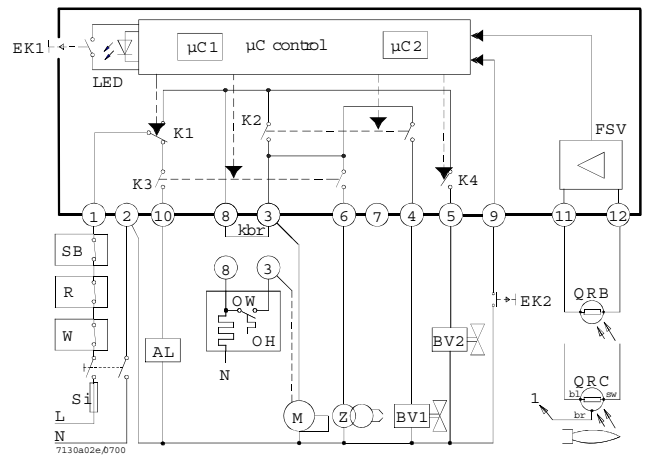 EK1
LED
µC1
µC control
µC2
FSV
K1
K2
K3
K4
1
2
10
8
3
6
7
4
5
9
11
12
kbr
SB
R
W
Si
L
N
AL
8
3
OW
OH
N
M
Z
BV1
BV2
EK2
QRB
QRC
bl
sw
br
1
7130a02e/0700